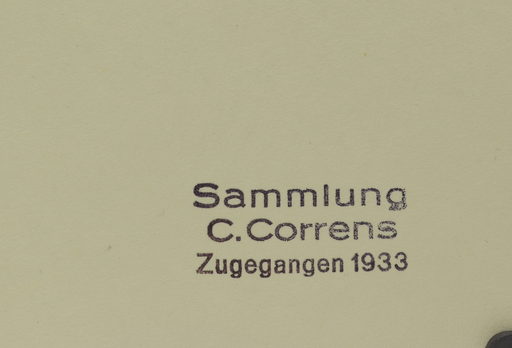 Sammlung
C.Correns
Zugegangen 1933